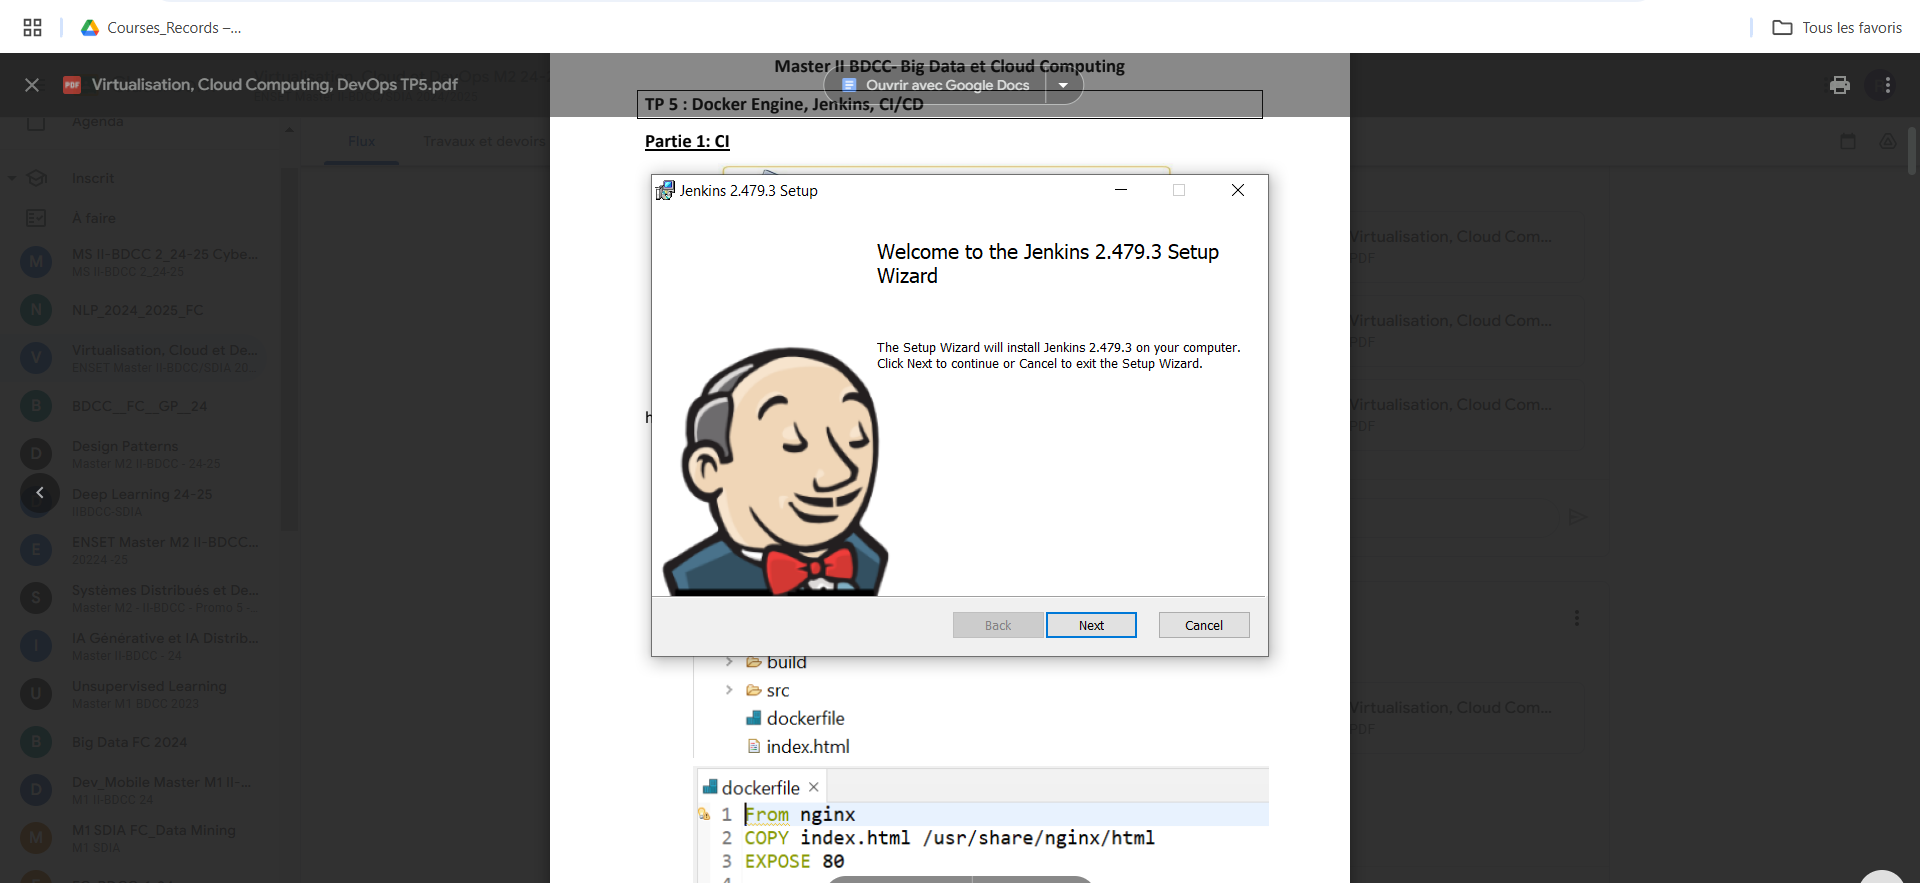 Courses_Records –...
Tous les favoris
PDF
Virtualisation, Cloud Computing, DevOps TP5.pdf
Master II BDCC- Big Data et Cloud Computing
Ouvrir avec Google Docs
TP 5 : Docker Engine, Jenkins, CI/CD
Partie 1: CI
Agenda
Flux
Travaux et devoirs
Inscrit
A faire
M
MS II-BDCC 2_24-25 Cybe...
MS II-BDCC 2_24-25
N
NLP_2024_2025_FC
V
Virtualisation, Cloud et De...
ENSET Master II-BDCC/SDIA 20...
B
BDCC__FC__GP__24
D
Design Patterns
Master M2 II-BDCC - 24-25
Deep Learning 24-25
IIBDCC-SDIA
E
ENSET Master M2 II-BDCC...
20224 -25
S
Systèmes Distribués et De...
Master M2 - II-BDCC - Promo 5 -...
I
IA Générative et IA Distrib...
Master II-BDCC - 24
U
Unsupervised Learning
Master M1 BDCC 2023
B
Big Data FC 2024
D
Dev_Mobile Master M1 II-...
M1 II-BDCC 24
M
M1 SDIA FC_Data Mining
M1 SDIA
Jenkins 2.479.3 Setup
Welcome to the Jenkins 2.479.3 Setup
Wizard
The Setup Wizard will install Jenkins 2.479.3 on your computer.
Click Next to continue or Cancel to exit the Setup Wizard.
h
Back
Next
Cancel
build
src
dockerfile
index.html
dockerfile
1 From nginx
2 COPY index.html /usr/share/nginx/html
3 EXPOSE 80
Virtualisation, Cloud Com...
PDF
Virtualisation, Cloud Com...
PDF
Virtualisation, Cloud Com...
PDF
Virtualisation, Cloud Com...
PDF